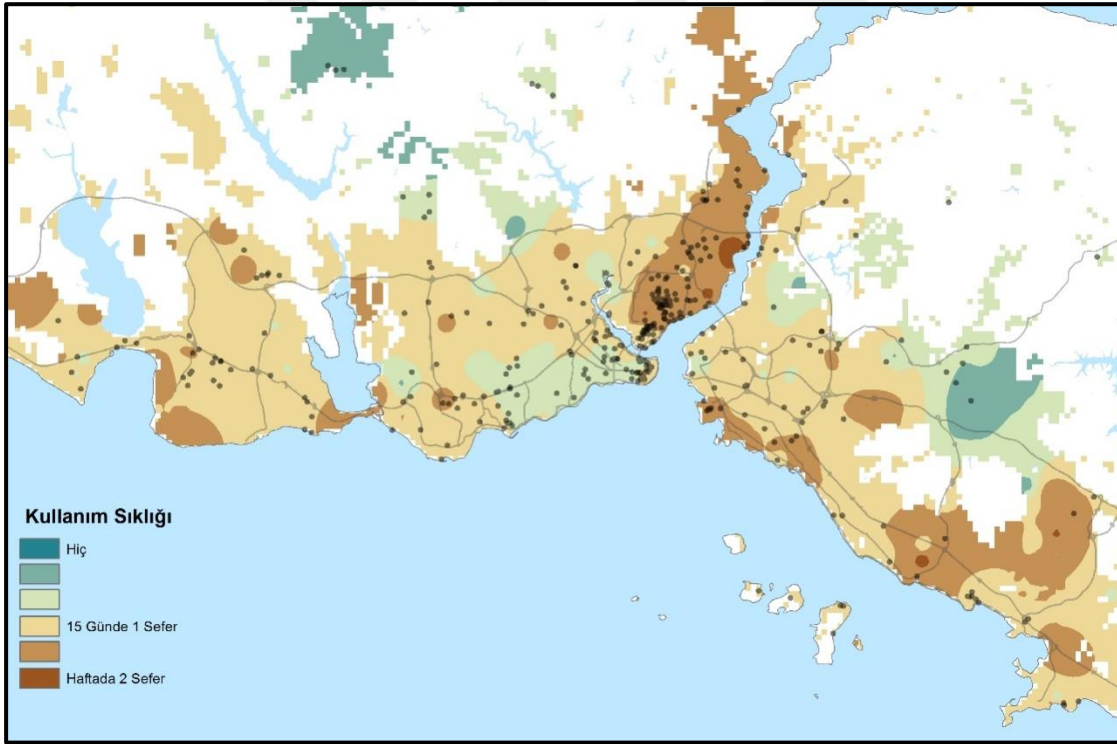 Kullanım Sıklığı
Hiç
15 Günde 1 Sefer
Haftada 2 Sefer